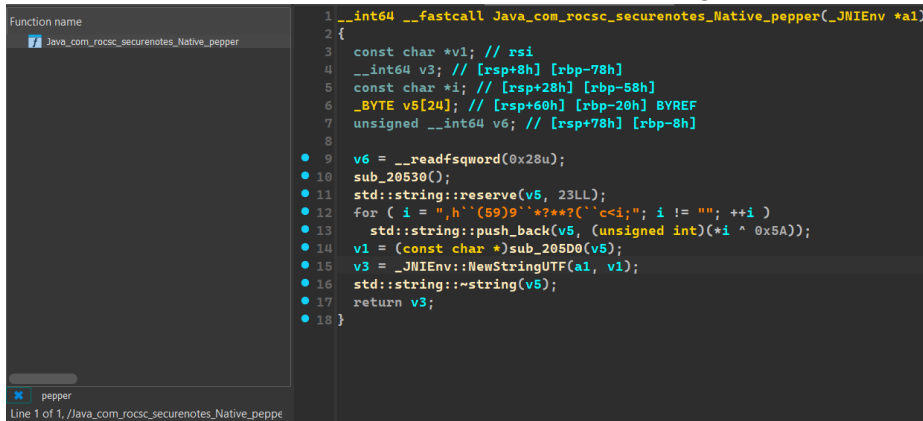 Function name
Java_com_rocsc_securenotes_Native_pepper
pepper
Line 1 of 1, /Java_com_rocsc_securenotes_Native_peppe
1 __int64 __fastcall Java_com_rocsc_securenotes_Native_pepper(_JNIEnv *a1)
2 {
3 const char *v1; // rsi
4 __int64 v3; // [rsp+8h] [rbp-78h]
5 const char *i; // [rsp+28h] [rbp-58h]
6 _BYTE v5[24]; // [rsp+60h] [rbp-20h] BYREF
7 unsigned __int64 v6; // [rsp+78h] [rbp-8h]
8
9 v6 = __readfsqword(0x28u);
10 sub_20530();
11 std::string::reserve(v5, 23LL);
12 for ( i = ",h``(59)9``*?**?(``c<i;"; i != ""; ++i )
13 std::string::push_back(v5, (unsigned int)(*i ^ 0x5A));
14 v1 = (const char *)sub_205D0(v5);
15 v3 = _JNIEnv::NewStringUTF(a1, v1);
16 std::string::~string(v5);
17 return v3;
18 }